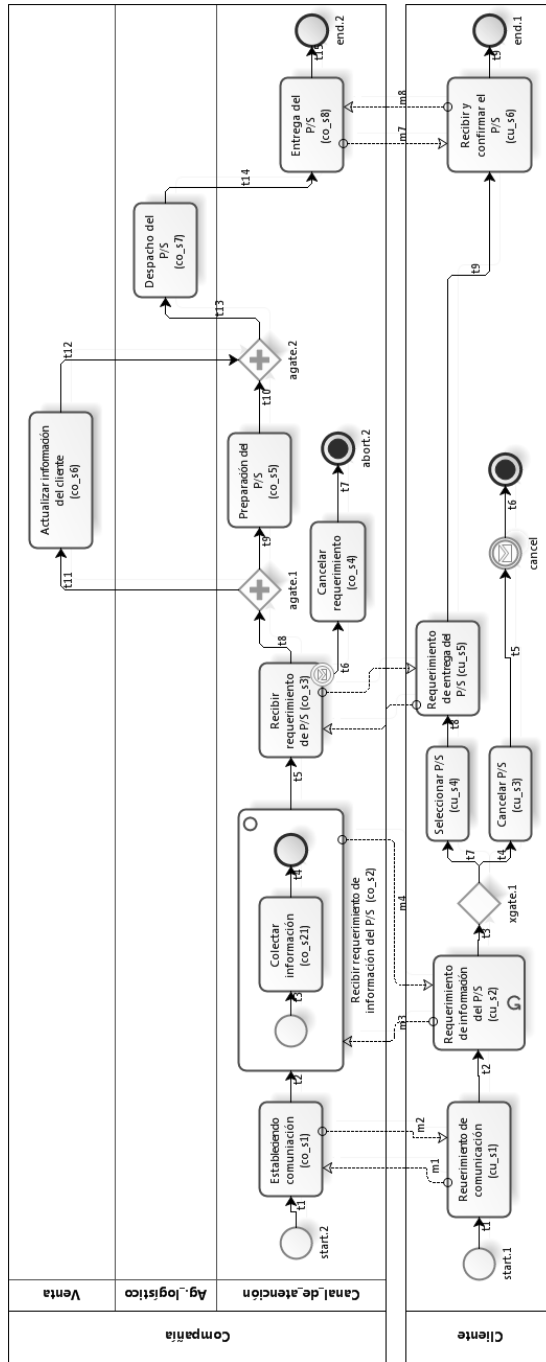 Compañía
Venta
Ag._logístico
Canal_de_atención
Actualizar información
del cliente
(co_s6)
t11
t12
Despacho del
P/S
(co_s7)
t13
t14
start.2
t1
Estableciendo
comuniación
(co_s1)
t2
t3
Colectar
información
(co_s21)
t4
Recibir requerimiento de
información del P/S (co_s2)
t5
Recibir
requerimiento
de P/S (co_s3)
t8
agate.1
t9
Preparación del
P/S
(co_s5)
t10
agate.2
t6
Cancelar
requerimiento
(co_s4)
t7
abort.2
Entrega del
P/S
(co_s8)
t15
end.2
m1
m2
m3
m4
m7
m8
Cliente
start.1
t1
Reuerimiento de
comunicación
(cu_s1)
t2
Requerimiento
de información
del P/S
(cu_s2)
t3
xgate.1
t7
Seleccionar P/S
(cu_s4)
t8
t4
Cancelar P/S
(cu_s3)
t5
cancel
t6
Requerimiento
de entrega del
P/S (cu_s5)
t9
Recibir y
confirmar el
P/S
(cu_s6)
t9
end.1